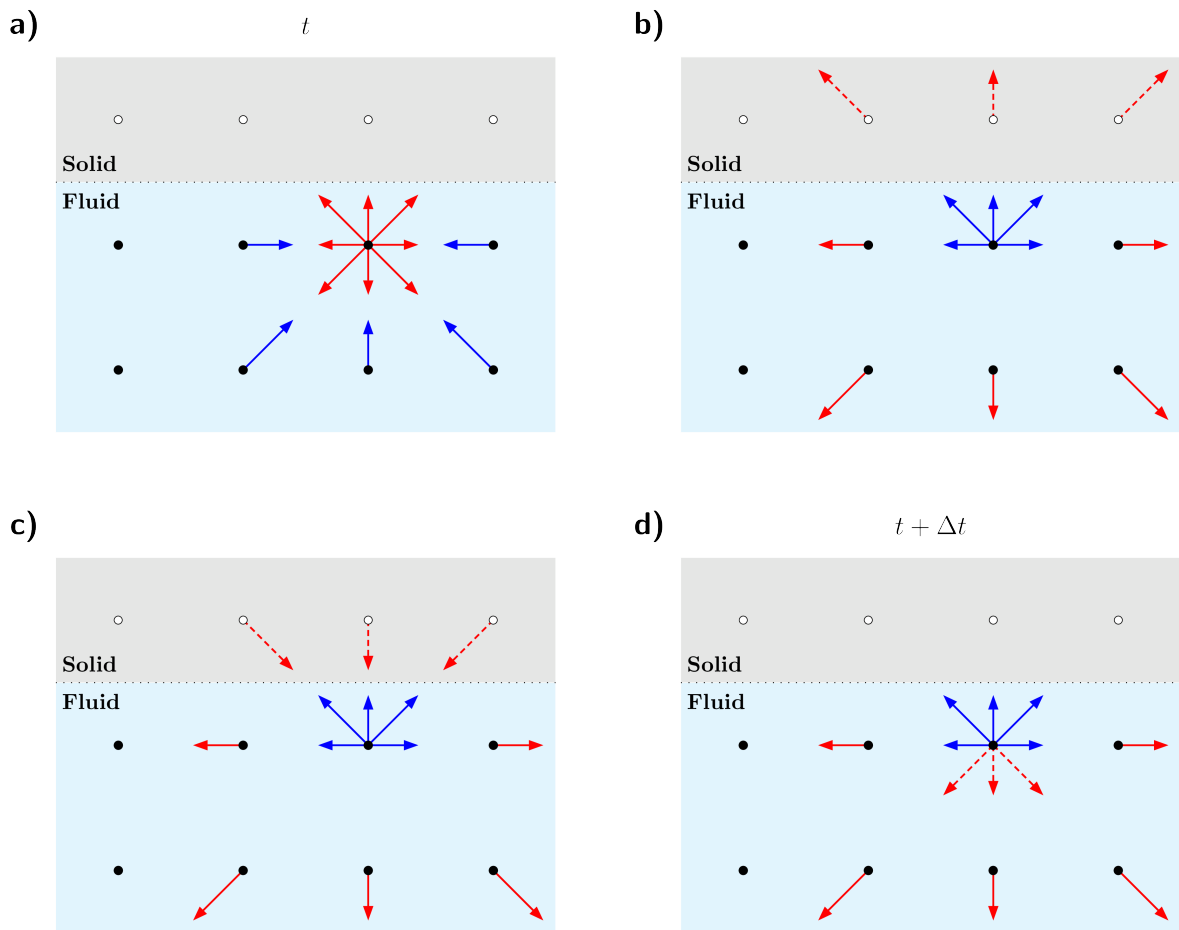 a)
t
Solid
Fluid
b)
Solid
Fluid
c)
Solid
Fluid
d)
t + Δt
Solid
Fluid